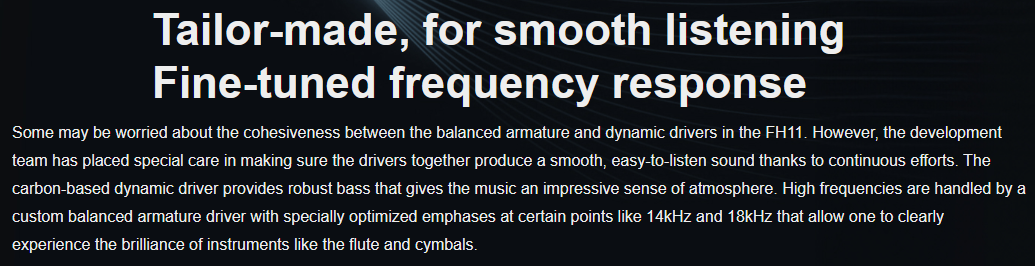 Tailor-made, for smooth listening
Fine-tuned frequency response
Some may be worried about the cohesiveness between the balanced armature and dynamic drivers in the FH11. However, the development
team has placed special care in making sure the drivers together produce a smooth, easy-to-listen sound thanks to continuous efforts. The
carbon-based dynamic driver provides robust bass that gives the music an impressive sense of atmosphere. High frequencies are handled by a
custom balanced armature driver with specially optimized emphases at certain points like 14kHz and 18kHz that allow one to clearly
experience the brilliance of instruments like the flute and cymbals.